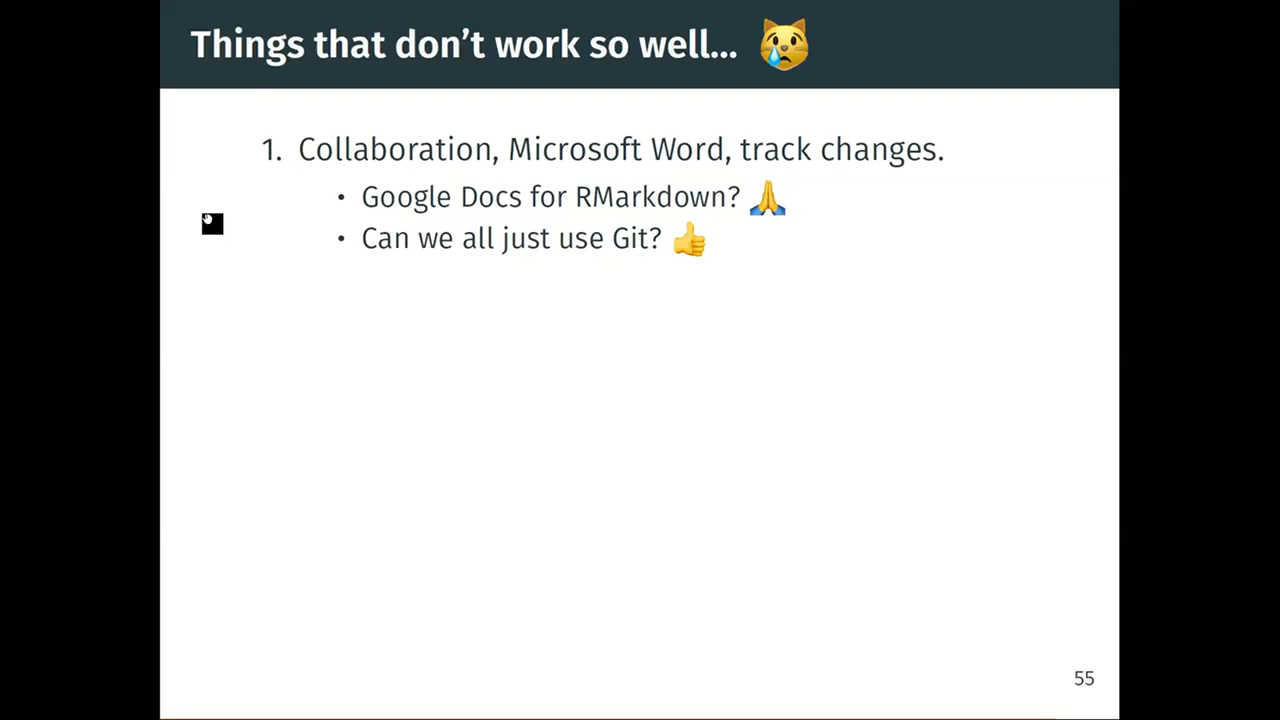 Things that don’t work so well... 😿
1. Collaboration, Microsoft Word, track changes.
• Google Docs for RMarkdown? 🙏
• Can we all just use Git? 👍
55